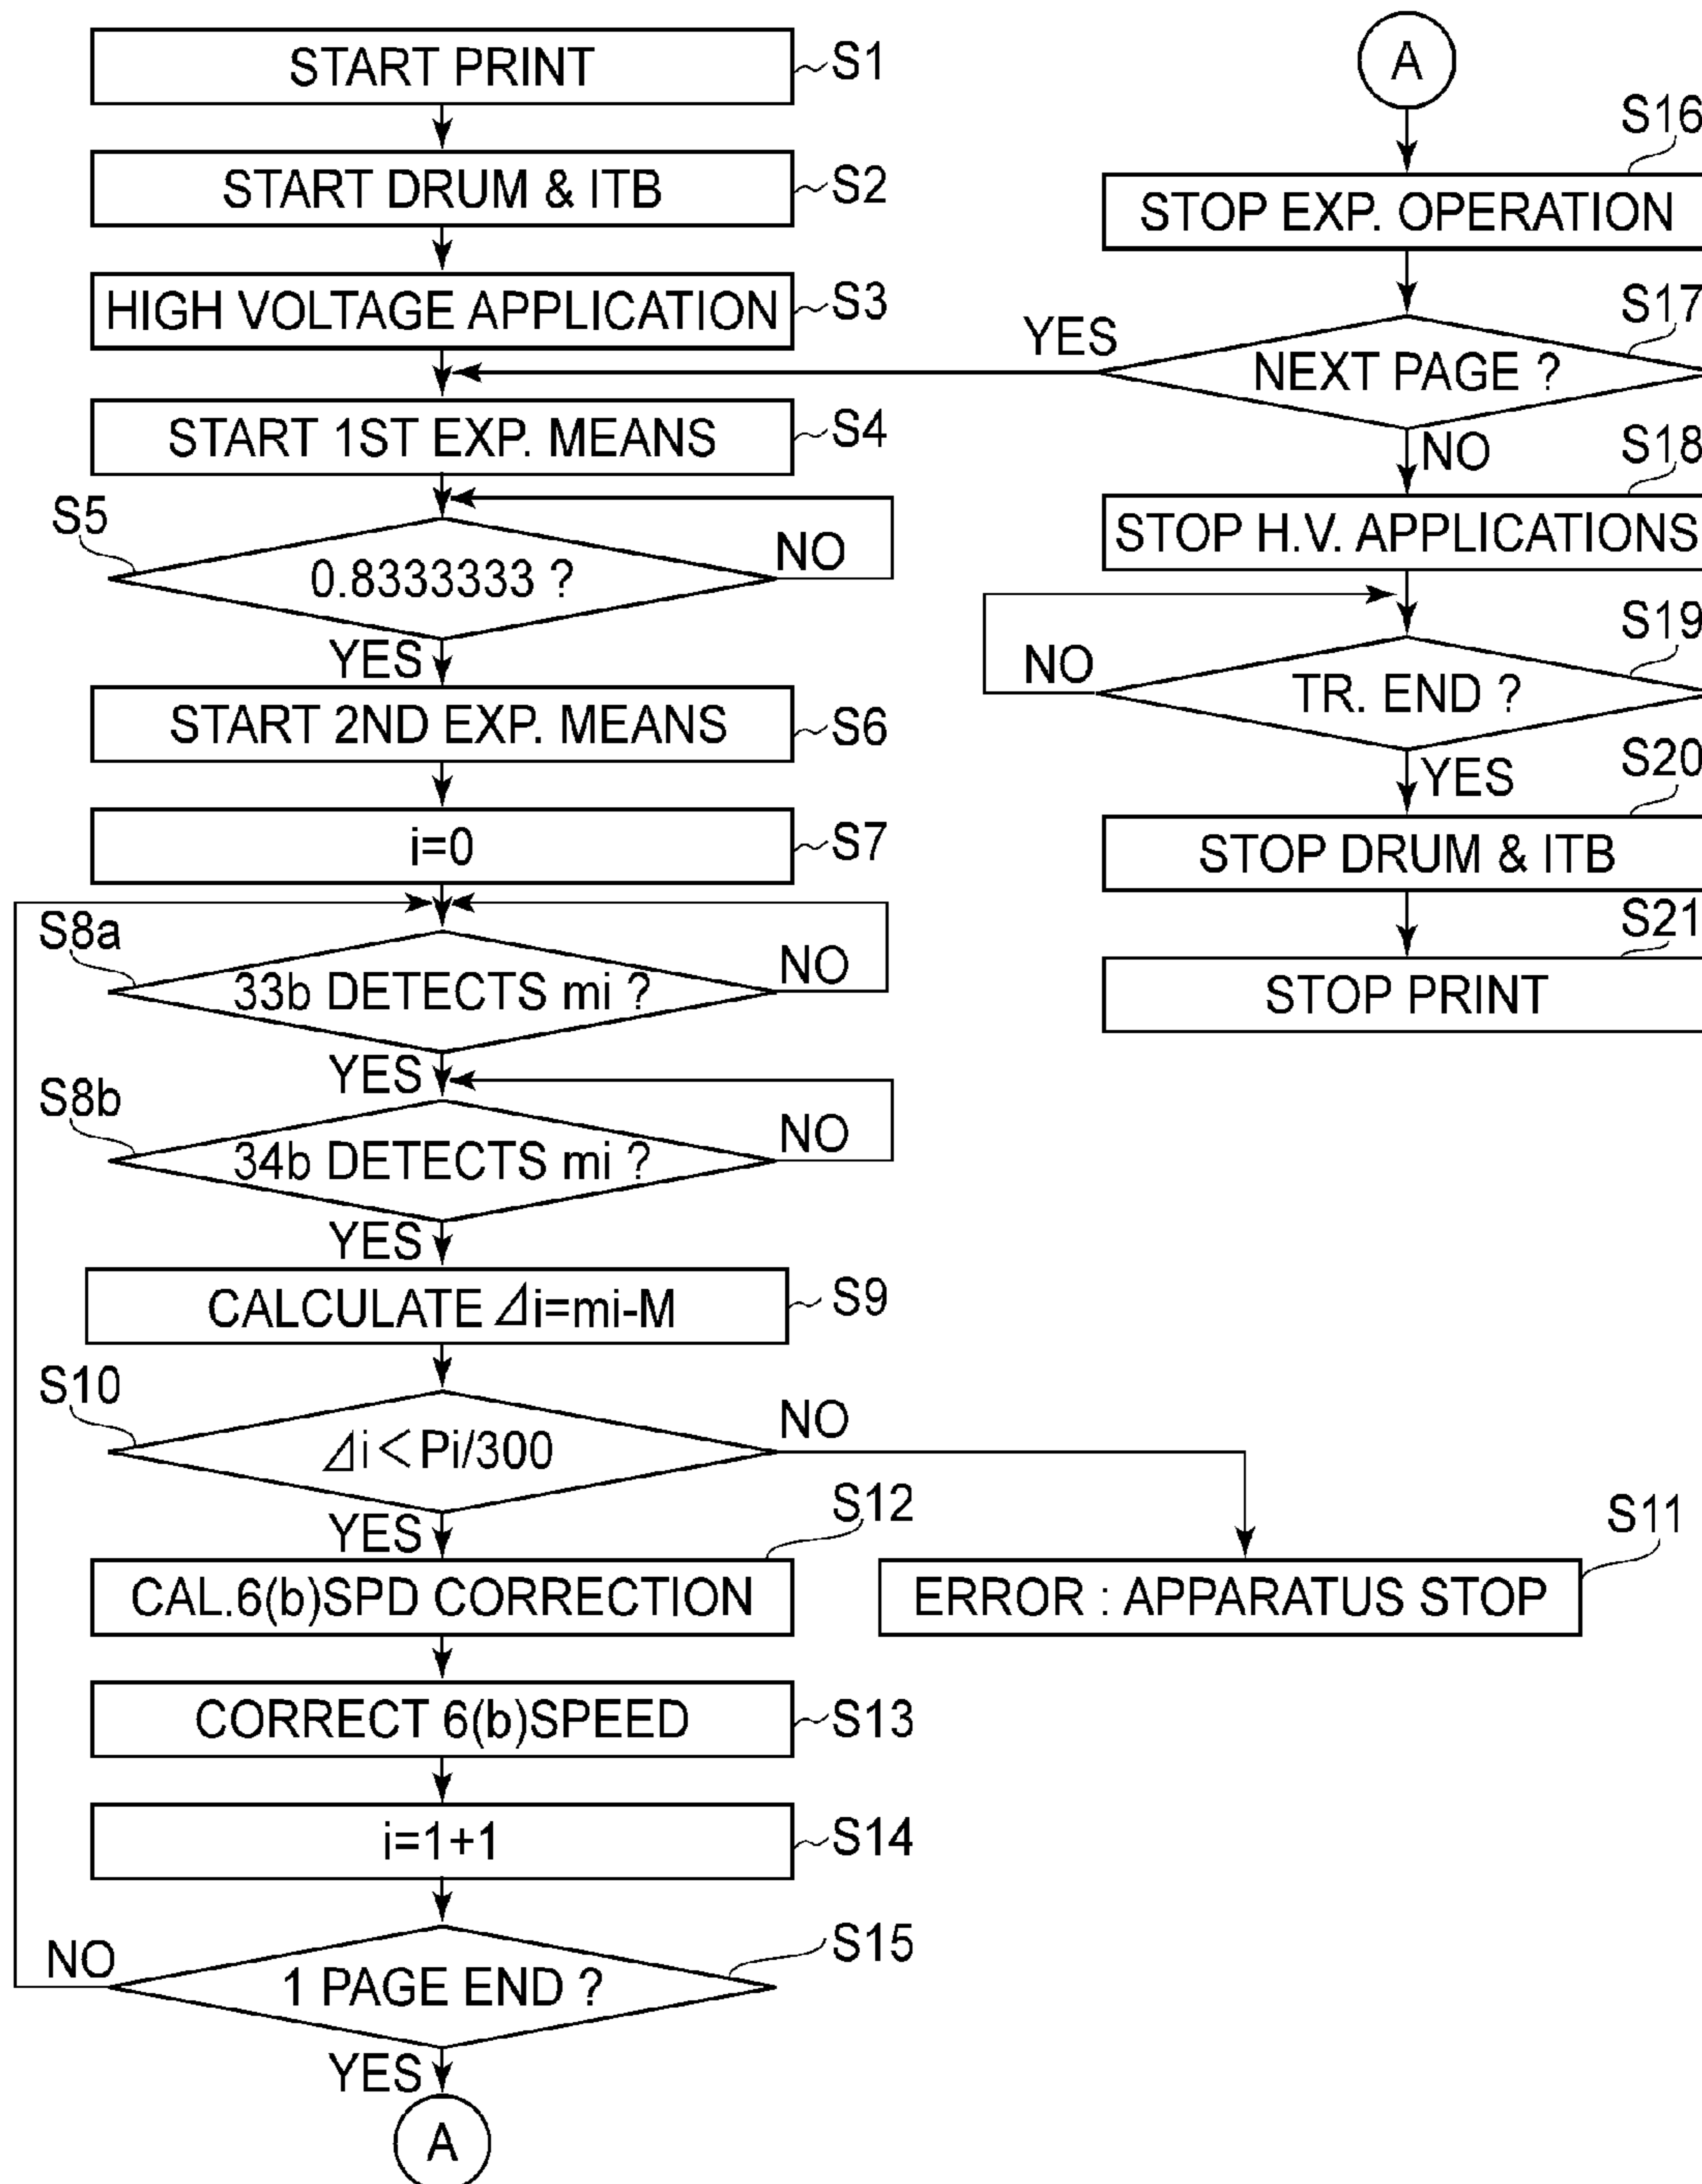 START PRINT
S1
START DRUM & ITB
S2
HIGH VOLTAGE APPLICATION
S3
START 1ST EXP. MEANS
S4
S5
0.8333333 ?
NO
YES
START 2ND EXP. MEANS
S6
i=0
S7
S8a
33b DETECTS mi ?
NO
YES
S8b
34b DETECTS mi ?
NO
YES
CALCULATE ⊿i=mi-M
S9
S10
⊿i<Pi/300
NO
YES
S12
CAL.6(b)SPD CORRECTION
S11
ERROR : APPARATUS STOP
CORRECT 6(b)SPEED
S13
i=1+1
S14
S15
1 PAGE END ?
NO
YES
A
A
S16
STOP EXP. OPERATION
S17
NEXT PAGE ?
YES
NO
S18
STOP H.V. APPLICATIONS
S19
TR. END ?
NO
YES
S20
STOP DRUM & ITB
S21
STOP PRINT